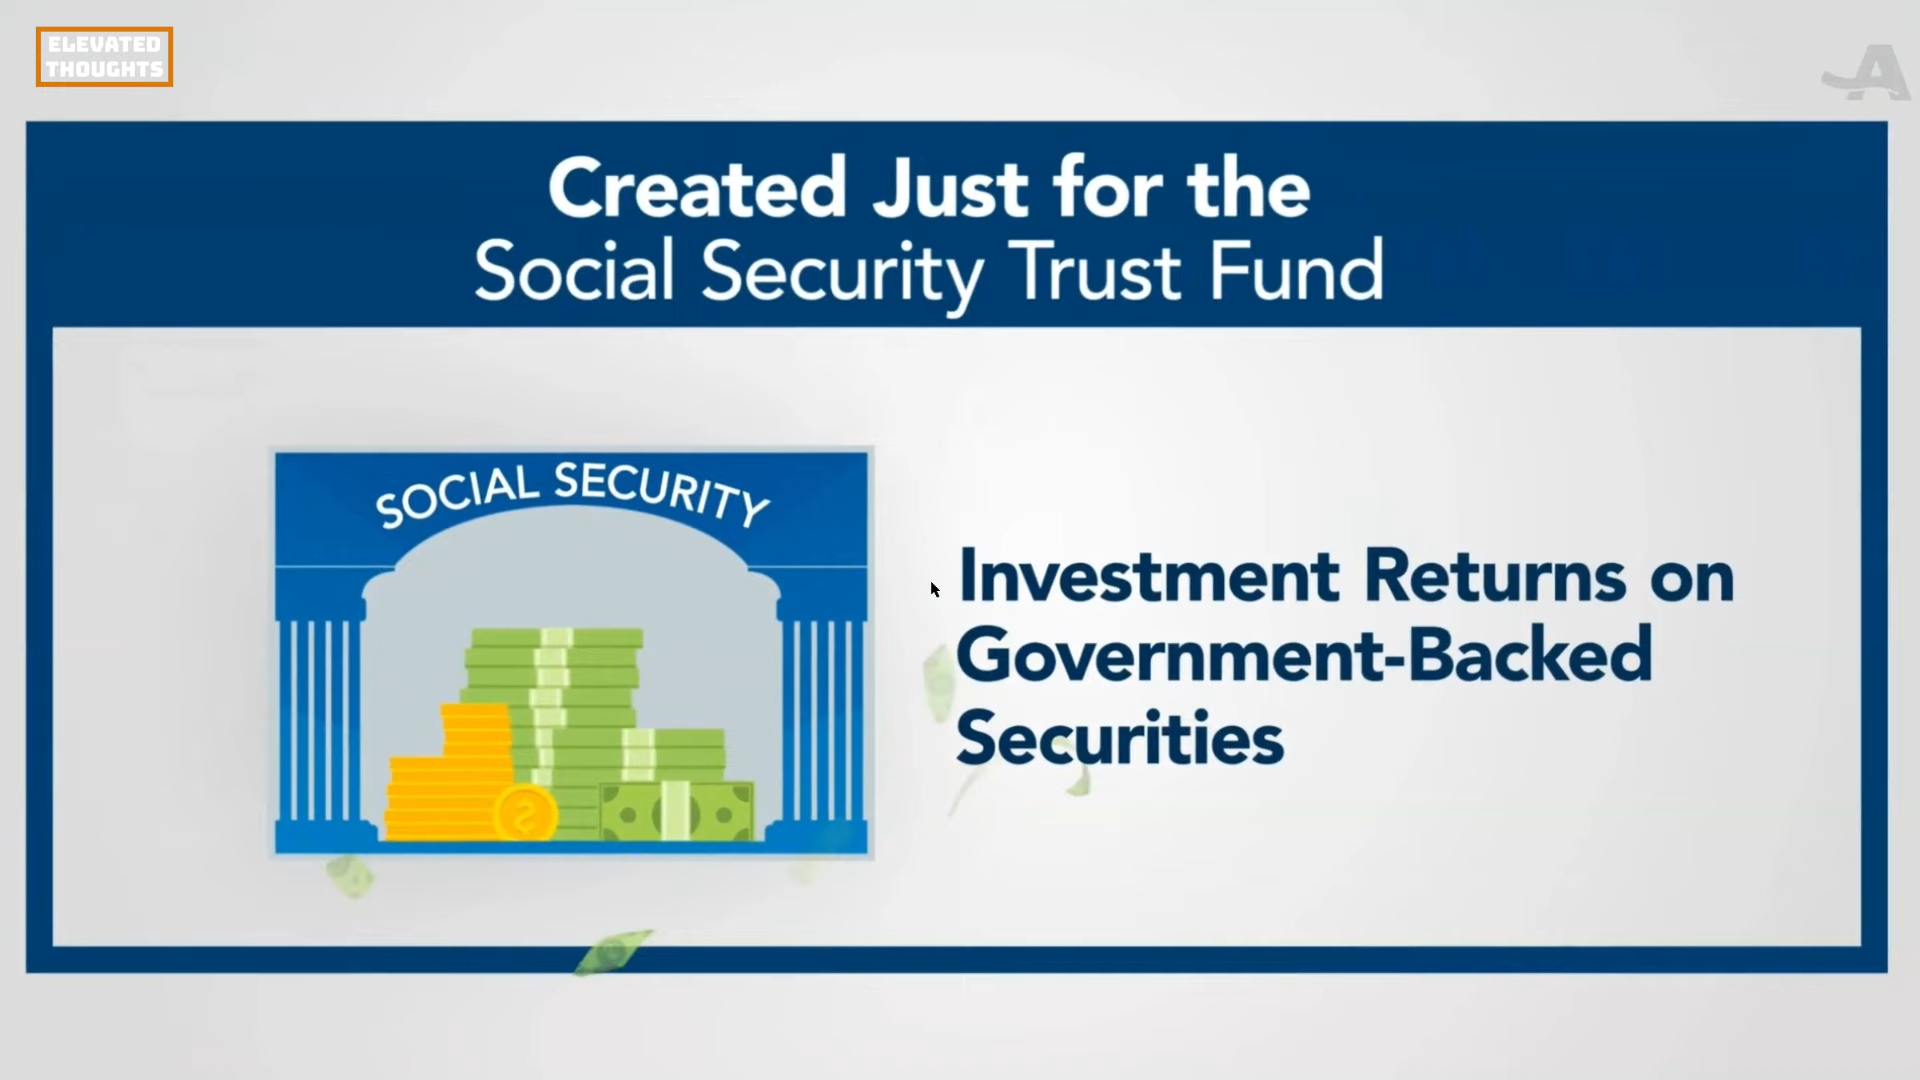 ELEVATED
THOUGHTS
Created Just for the
Social Security Trust Fund
SOCIAL SECURITY
Investment Returns on
Government-Backed
Securities